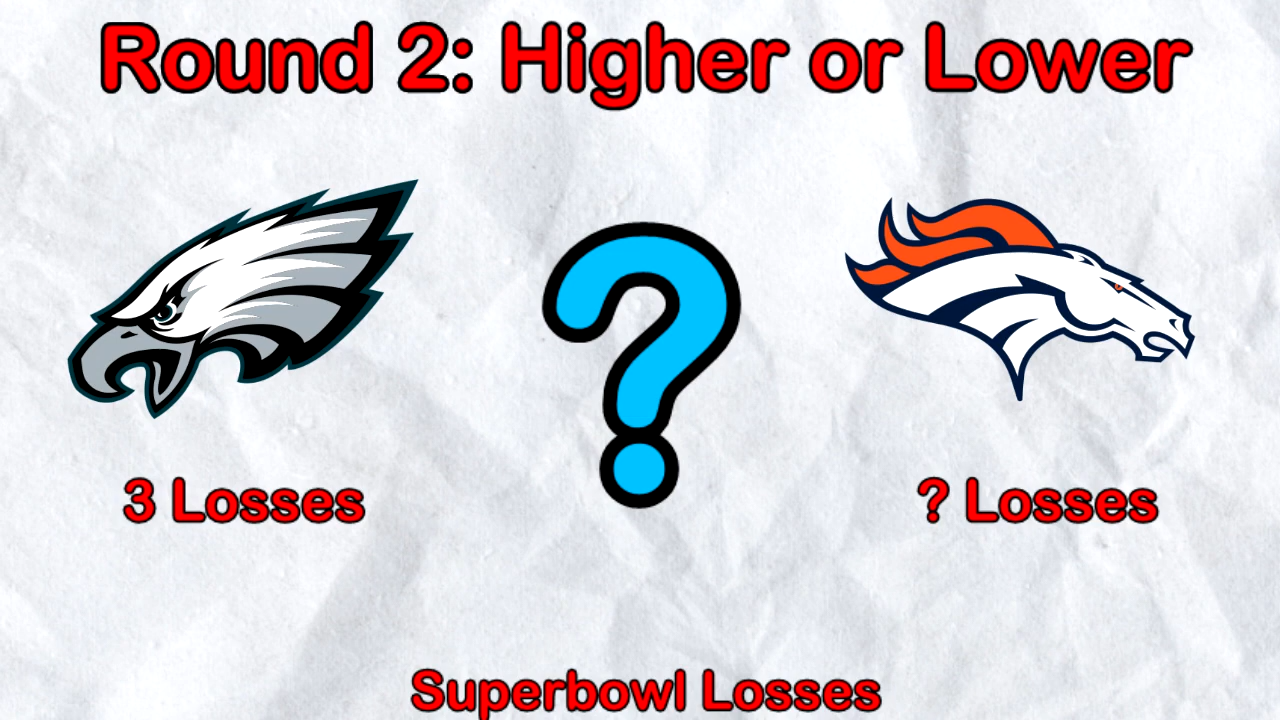 Round 2: Higher or Lower
?
3 Losses
? Losses
Superbowl Losses